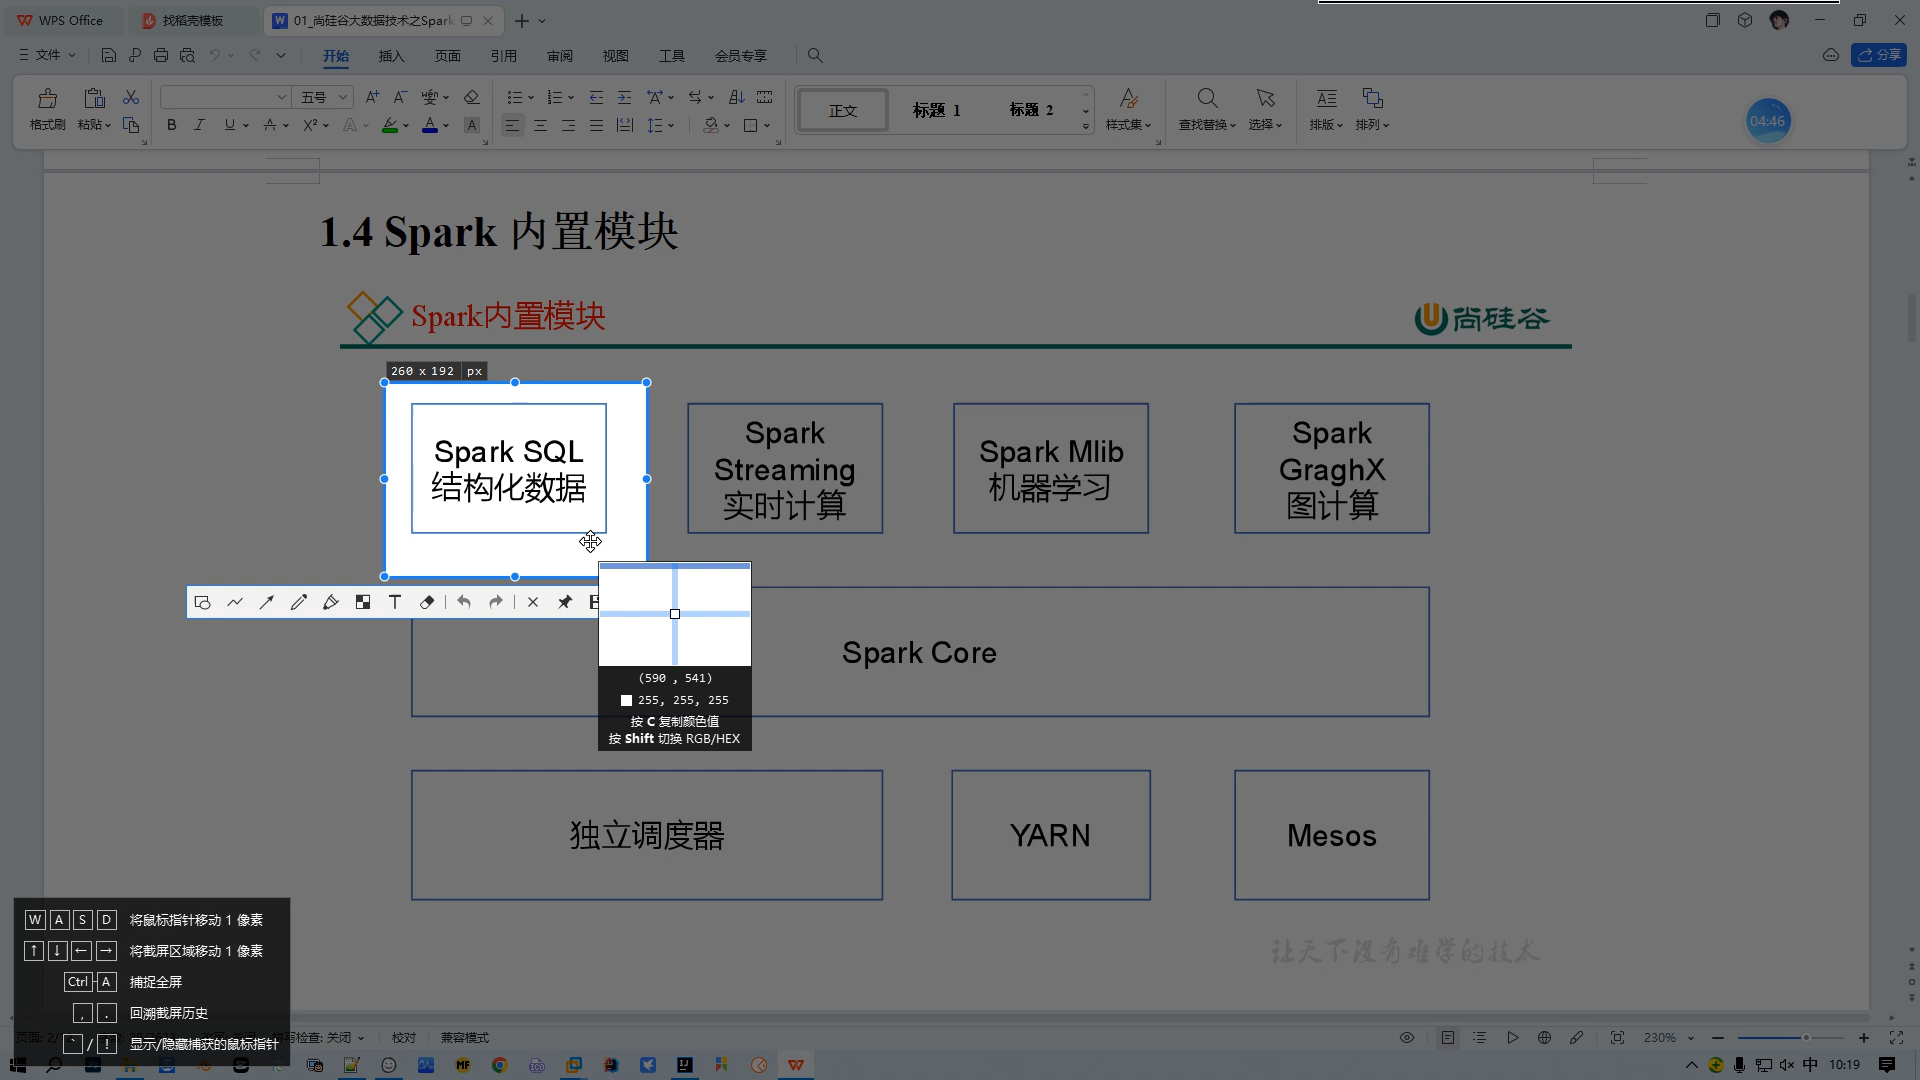 WPS Office
找稻壳模板
01_尚硅谷大数据技术之Spark
文件
开始
插入
页面
引用
审阅
视图
工具
会员专享
分享
格式刷
粘贴
五号
正文
标题 1
标题 2
样式集
查找替换
选择
排版
排列
04:46
1.4 Spark 内置模块
Spark内置模块
尚硅谷
260 x 192 px
Spark SQL
结构化数据
Spark
Streaming
实时计算
Spark Mlib
机器学习
Spark
GraghX
图计算
Spark Core
(590 , 541)
255, 255, 255
按 C 复制颜色值
按 Shift 切换 RGB/HEX
独立调度器
YARN
Mesos
让天下没有难学的技术
W A S D 将鼠标指针移动 1 像素
↑ ↓ ← → 将截屏区域移动 1 像素
Ctrl A 捕捉全屏
, . 回溯截屏历史
` / ! 显示/隐藏捕获的鼠标指针
检查: 关闭
校对
兼容模式
230%
中
10:19